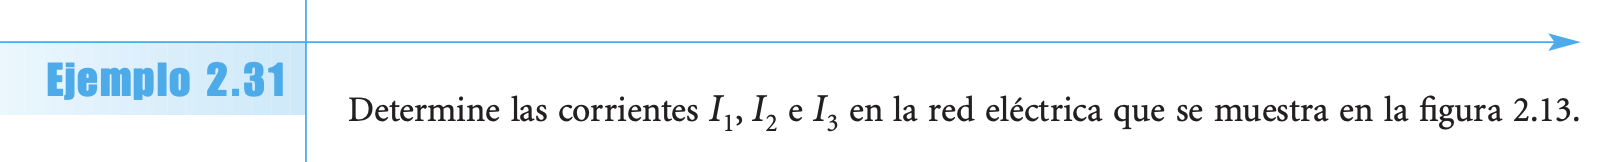 Ejemplo 2.31
Determine las corrientes I₁, I₂ e I₃ en la red eléctrica que se muestra en la figura 2.13.